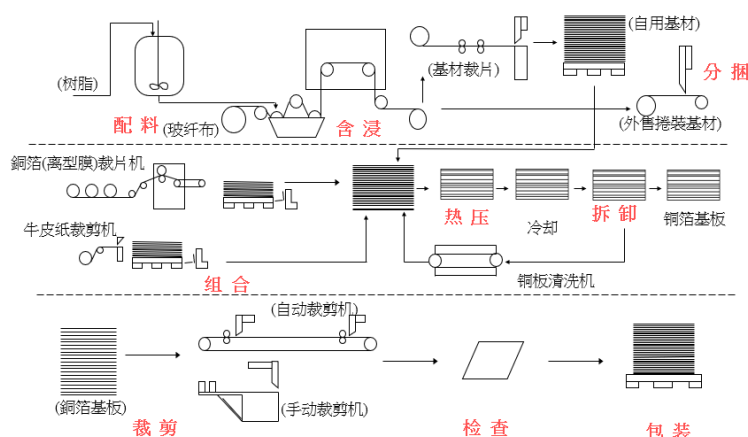 (自用基材)
(树脂)
(基材裁片)
分 捆
配 料
(玻纤布)
含 浸
(外售捲裝基材)
銅箔(离型膜)裁片机
热 压
冷却
拆 卸
铜箔基板
牛皮纸裁剪机
组 合
铜板清洗机
(自动裁剪机)
(銅箔基板)
(手动裁剪机)
裁 剪
检 查
包 装